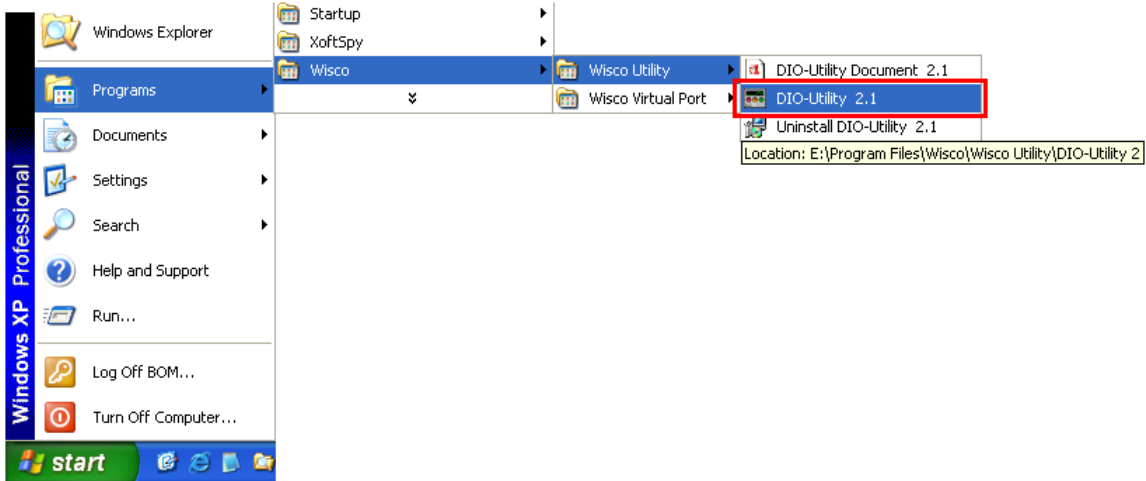 Windows Explorer
Programs
Documents
Settings
Search
Help and Support
Run...
Log Off BOM...
Turn Off Computer...
Windows XP Professional
start
Startup
XoftSpy
Wisco
Wisco Utility
Wisco Virtual Port
DIO-Utility Document 2.1
DIO-Utility 2.1
Uninstall DIO-Utility 2.1
Location: E:\Program Files\Wisco\Wisco Utility\DIO-Utility 2